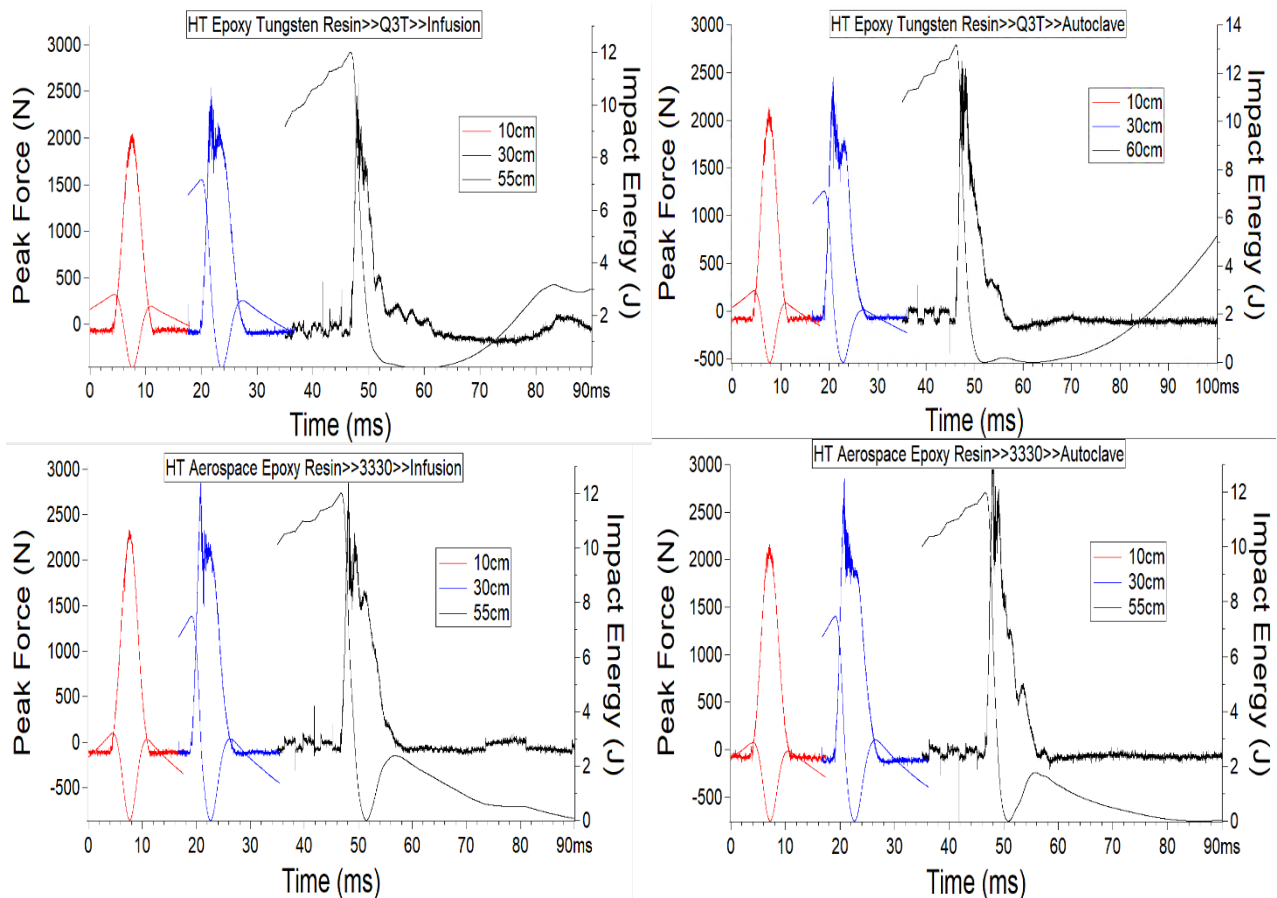 HT Epoxy Tungsten Resin>>Q3T>>Infusion
Peak Force (N)
3000
2500
2000
1500
1000
500
0
12
10
8
6
4
2
0
Impact Energy (J)
10cm
30cm
55cm
0 10 20 30 40 50 60 70 80 90ms
Time (ms)
HT Epoxy Tungsten Resin>>Q3T>>Autoclave
Peak Force (N)
3000
2500
2000
1500
1000
500
0
-500
14
12
10
8
6
4
2
0
Impact Energy (J)
10cm
30cm
60cm
0 10 20 30 40 50 60 70 80 90 100ms
Time (ms)
HT Aerospace Epoxy Resin>>3330>>Infusion
Peak Force (N)
3000
2500
2000
1500
1000
500
0
-500
12
10
8
6
4
2
0
Impact Energy (J)
10cm
30cm
55cm
0 10 20 30 40 50 60 70 80 90ms
Time (ms)
HT Aerospace Epoxy Resin>>3330>>Autoclave
Peak Force (N)
3000
2500
2000
1500
1000
500
0
-500
12
10
8
6
4
2
0
Impact Energy (J)
10cm
30cm
55cm
0 10 20 30 40 50 60 70 80 90ms
Time (ms)